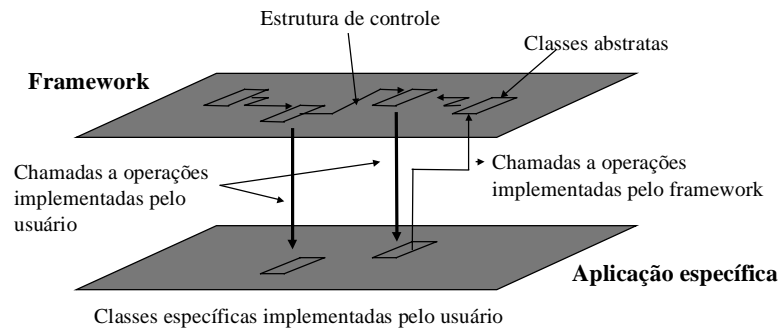 Estrutura de controle
Classes abstratas
Framework
Chamadas a operações
implementadas pelo
usuário
Chamadas a operações
implementadas pelo framework
Aplicação específica
Classes específicas implementadas pelo usuário